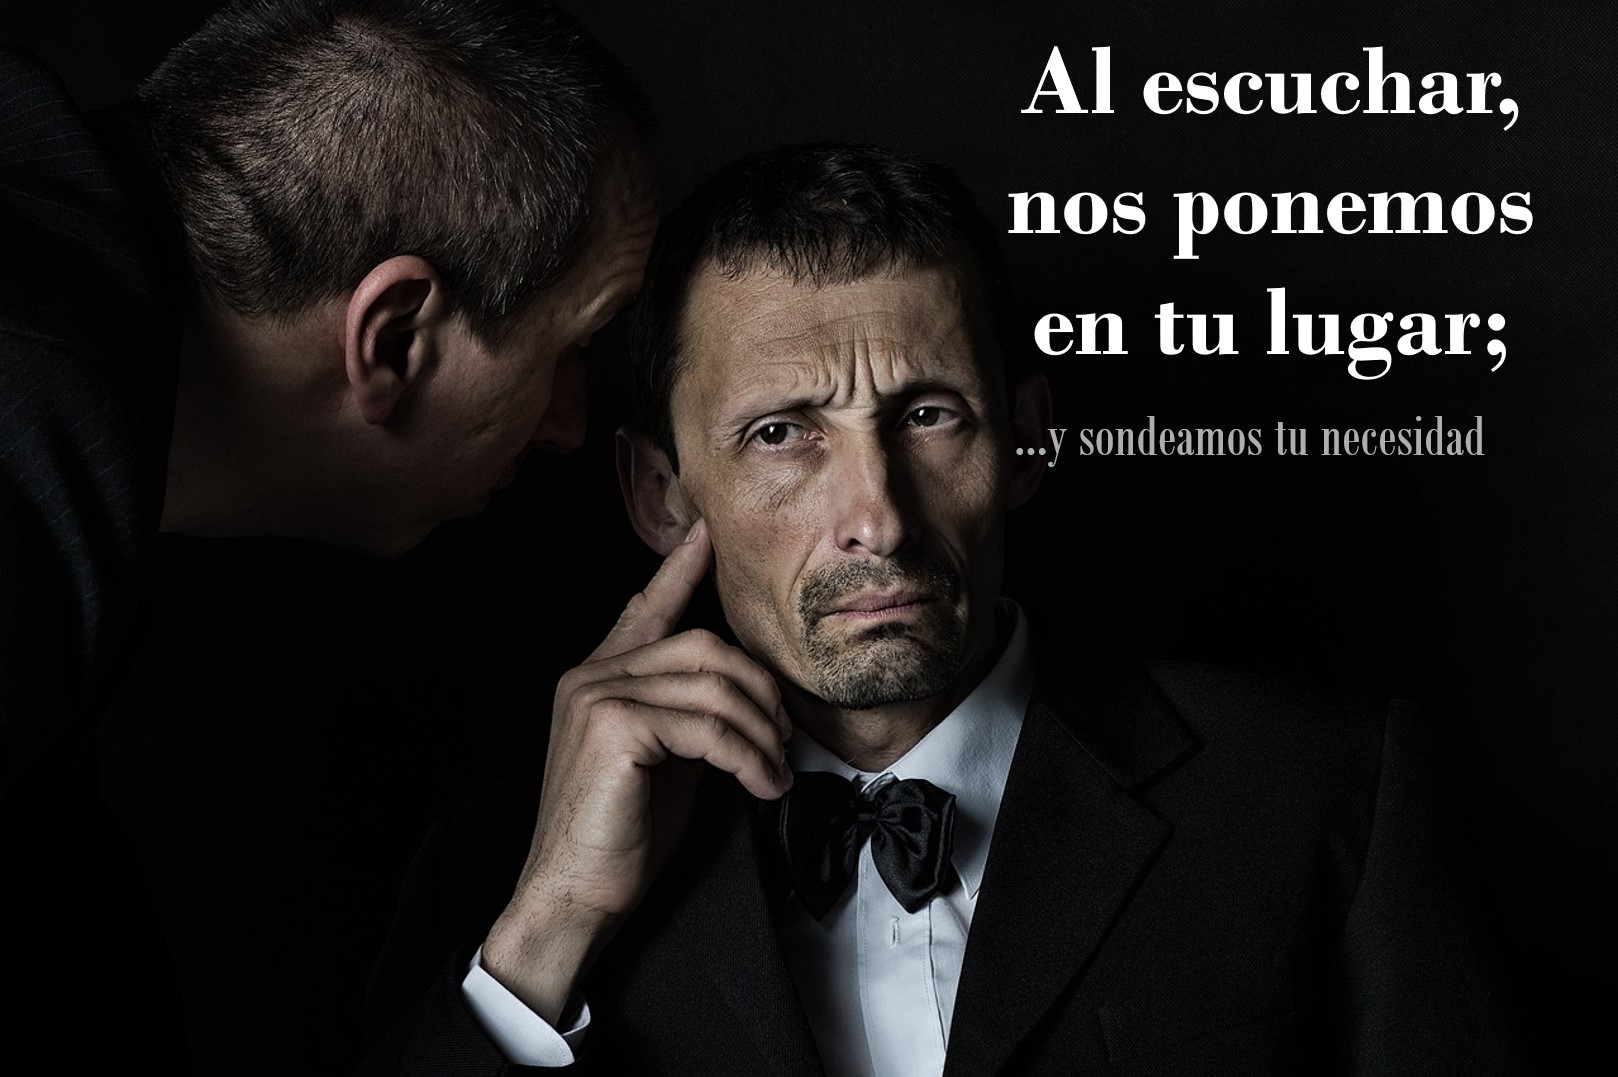 Al escuchar,
nos ponemos
en tu lugar;
...y sondeamos tu necesidad